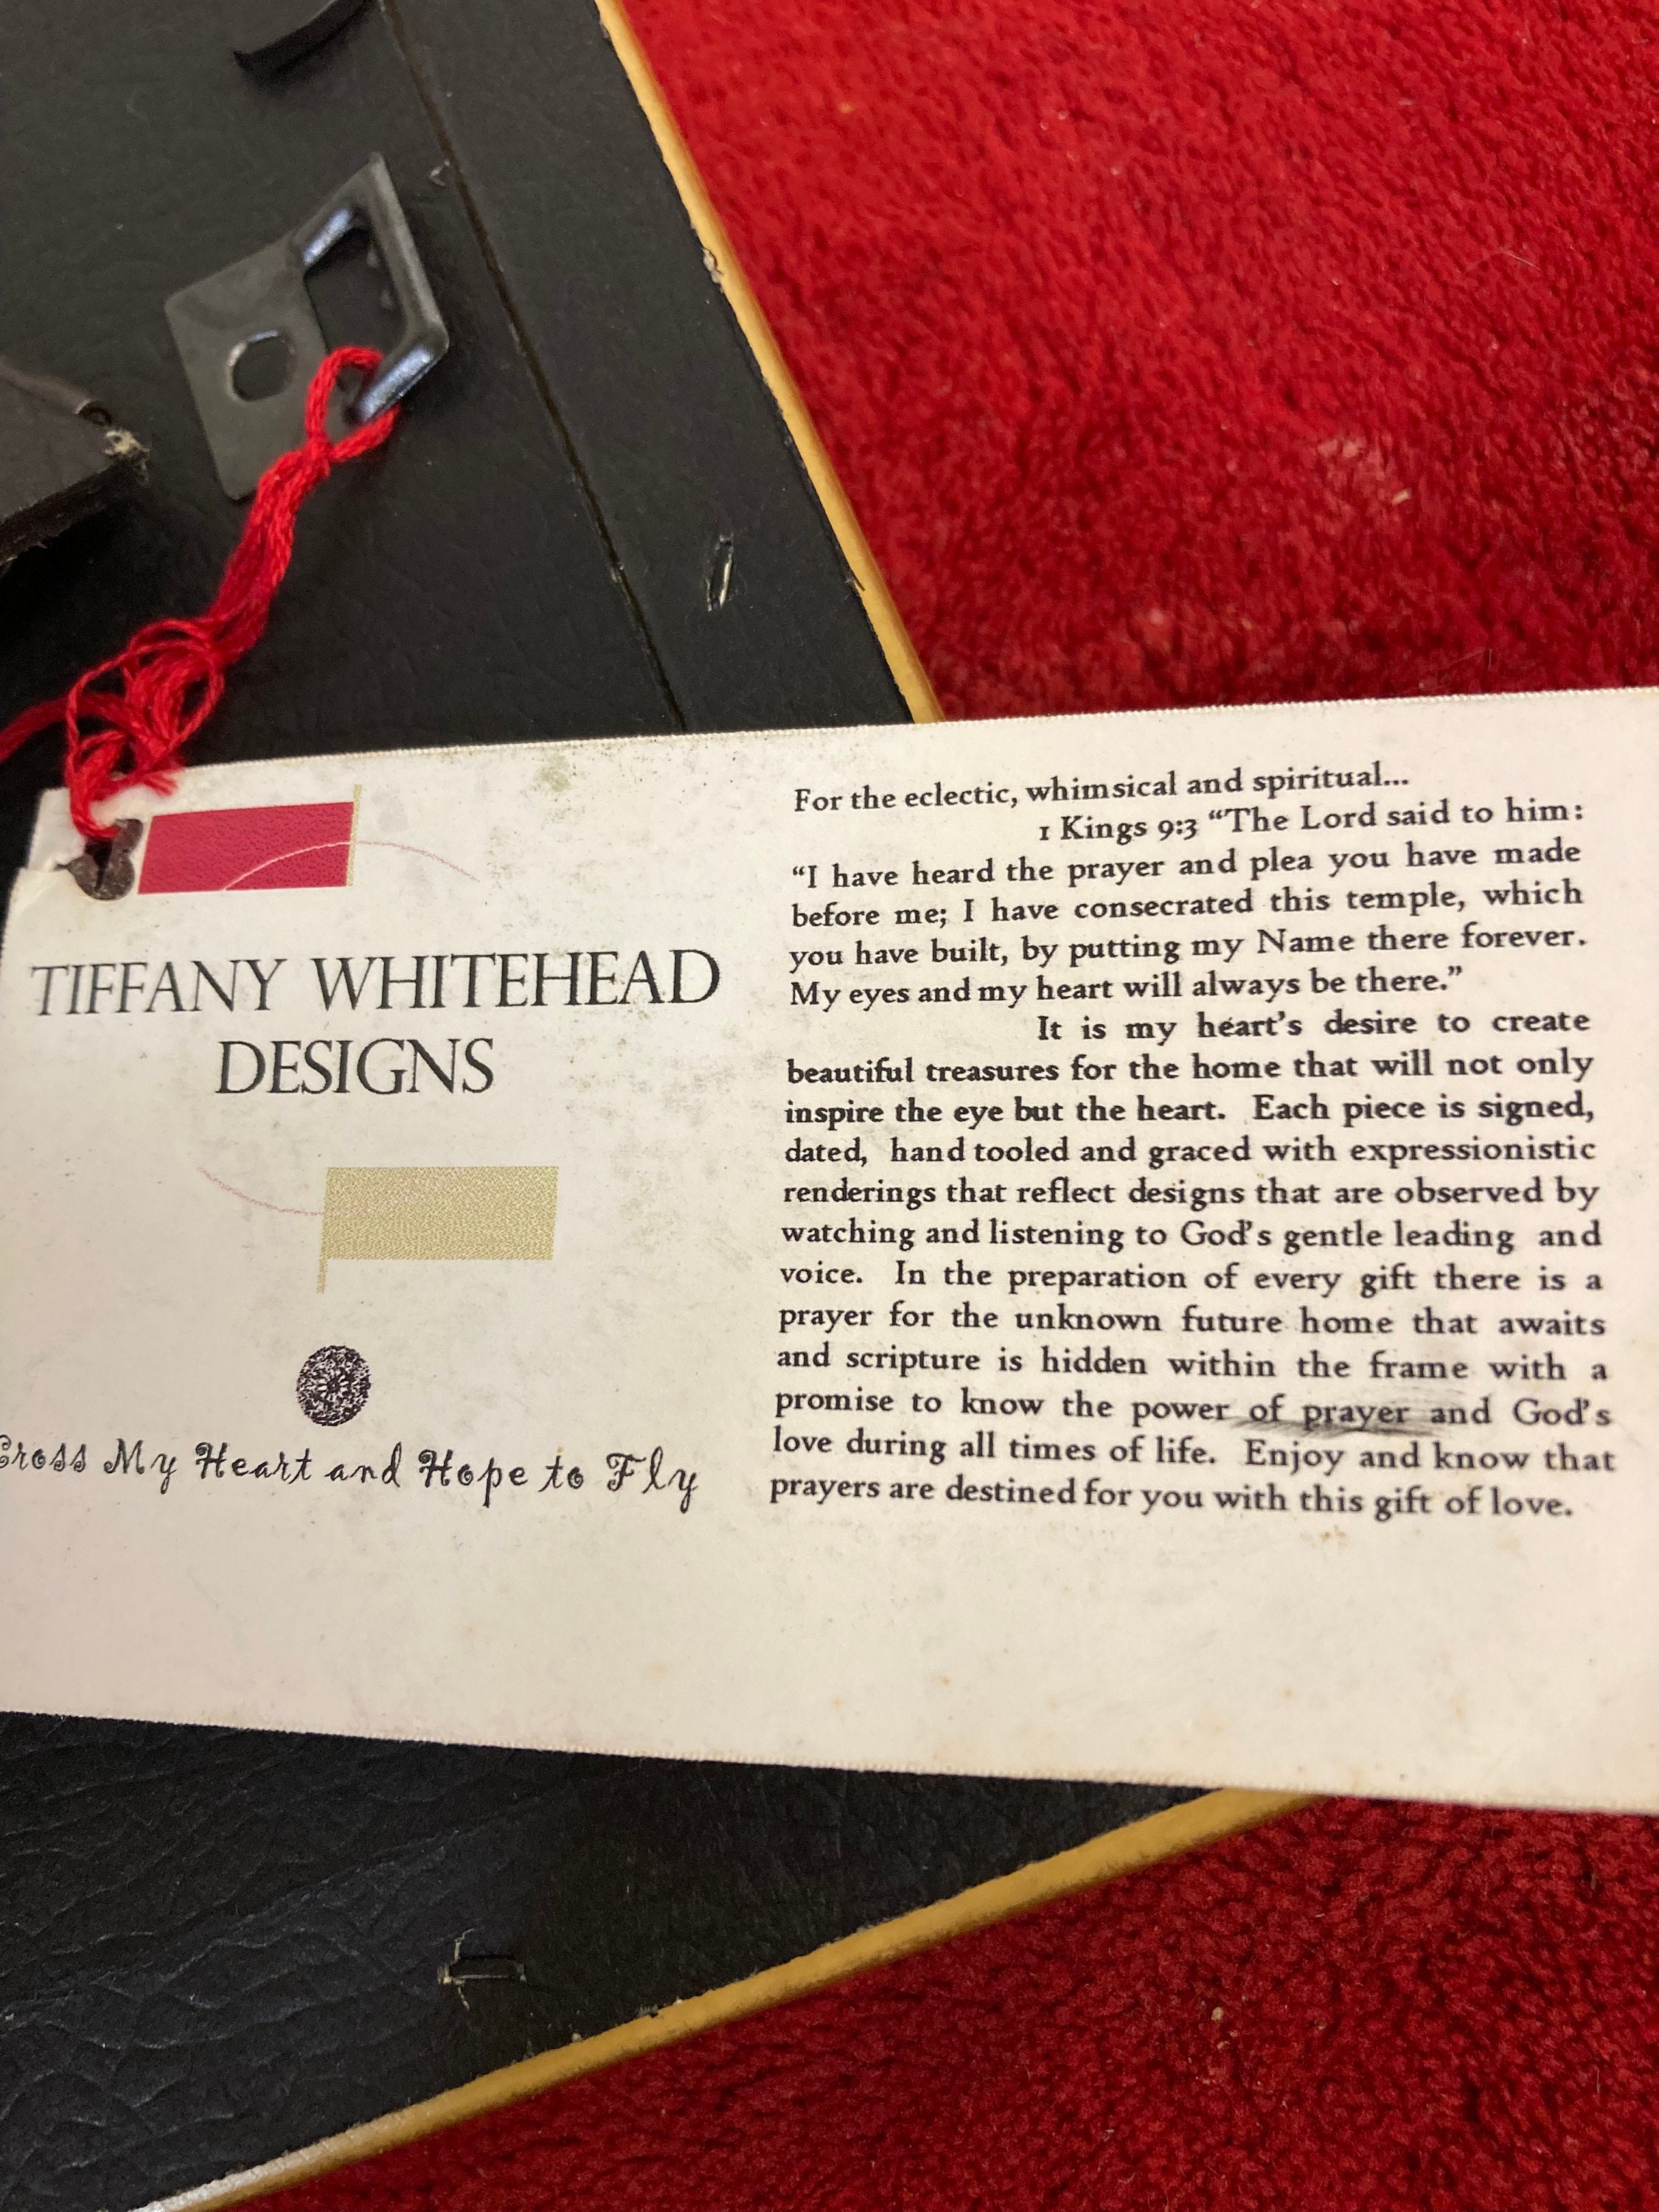 TIFFANY WHITEHEAD
DESIGNS
Cross My Heart and Hope to Fly
For the eclectic, whimsical and spiritual...
1 Kings 9:3 “The Lord said to him:
“I have heard the prayer and plea you have made
before me; I have consecrated this temple, which
you have built, by putting my Name there forever.
My eyes and my heart will always be there.”
It is my heart's desire to create
beautiful treasures for the home that will not only
inspire the eye but the heart. Each piece is signed,
dated, hand tooled and graced with expressionistic
renderings that reflect designs that are observed by
watching and listening to God's gentle leading and
voice. In the preparation of every gift there is a
prayer for the unknown future home that awaits
and scripture is hidden within the frame with a
promise to know the power of prayer and God's
love during all times of life. Enjoy and know that
prayers are destined for you with this gift of love.